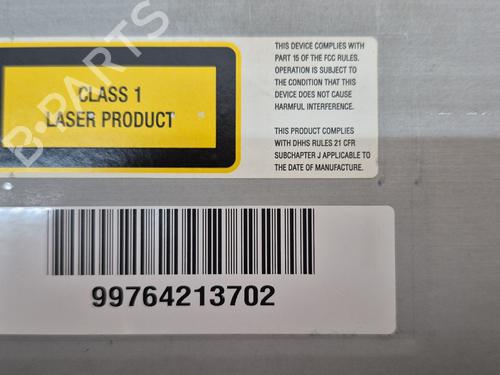 CLASS 1
LASER PRODUCT
THIS DEVICE COMPLIES WITH
PART 15 OF THE FCC RULES.
OPERATION IS SUBJECT TO
THE CONDITION THAT THIS
DEVICE DOES NOT CAUSE
HARMFUL INTERFERENCE.
THIS PRODUCT COMPLIES
WITH DHHS RULES 21 CFR
SUBCHAPTER J APPLICABLE TO
THE DATE OF MANUFACTURE.
99764213702
B-PARTS